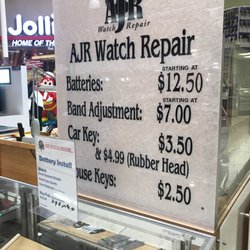 Jolli
HOME OF TH
AJR
Watch Repair
AJR Watch Repair
STARTING AT
Batteries: $12.50
STARTING AT
Band Adjustment: $7.00
Car Key: $3.50
& $4.99 (Rubber Head)
ouse Keys: $2.50
Battery Install